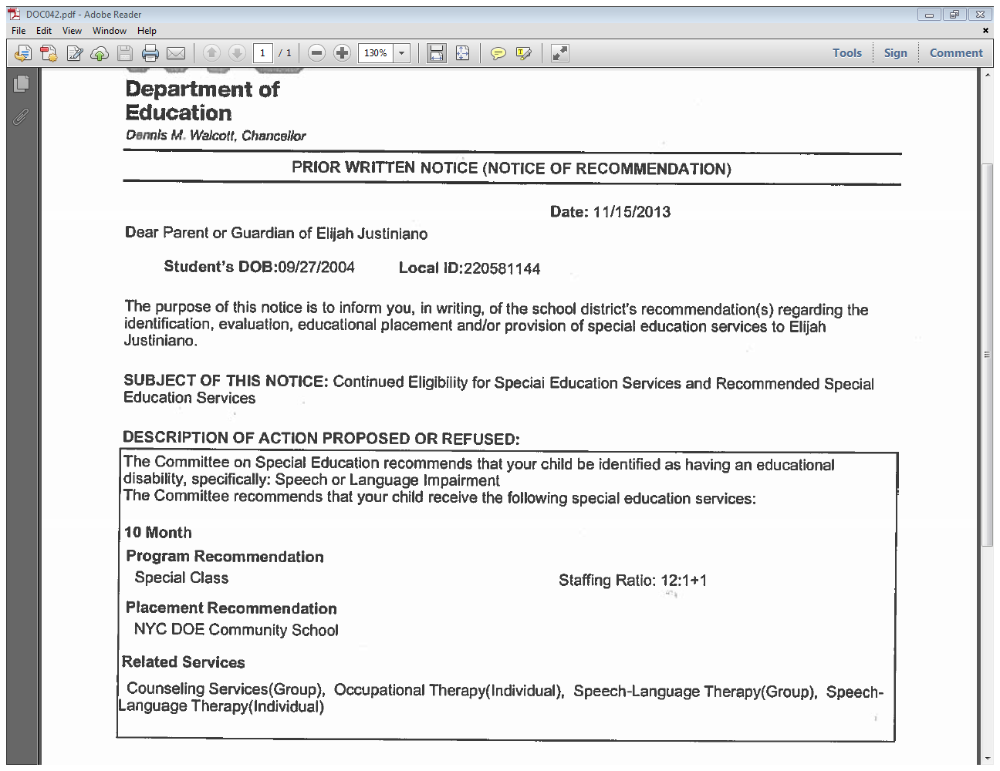 DOC042.pdf - Adobe Reader
File Edit View Window Help
1 / 1 130% Tools Sign Comment
Department of
Education
Dennis M. Walcott, Chancellor
PRIOR WRITTEN NOTICE (NOTICE OF RECOMMENDATION)
Date: 11/15/2013
Dear Parent or Guardian of Elijah Justiniano
Student's DOB:09/27/2004 Local ID:220581144
The purpose of this notice is to inform you, in writing, of the school district's recommendation(s) regarding the
identification, evaluation, educational placement and/or provision of special education services to Elijah
Justiniano.
SUBJECT OF THIS NOTICE: Continued Eligibility for Special Education Services and Recommended Special
Education Services
DESCRIPTION OF ACTION PROPOSED OR REFUSED:
The Committee on Special Education recommends that your child be identified as having an educational
disability, specifically: Speech or Language Impairment
The Committee recommends that your child receive the following special education services:
10 Month
Program Recommendation
Special Class Staffing Ratio: 12:1+1
Placement Recommendation
NYC DOE Community School
Related Services
Counseling Services(Group), Occupational Therapy(Individual), Speech-Language Therapy(Group), Speech-
Language Therapy(Individual)